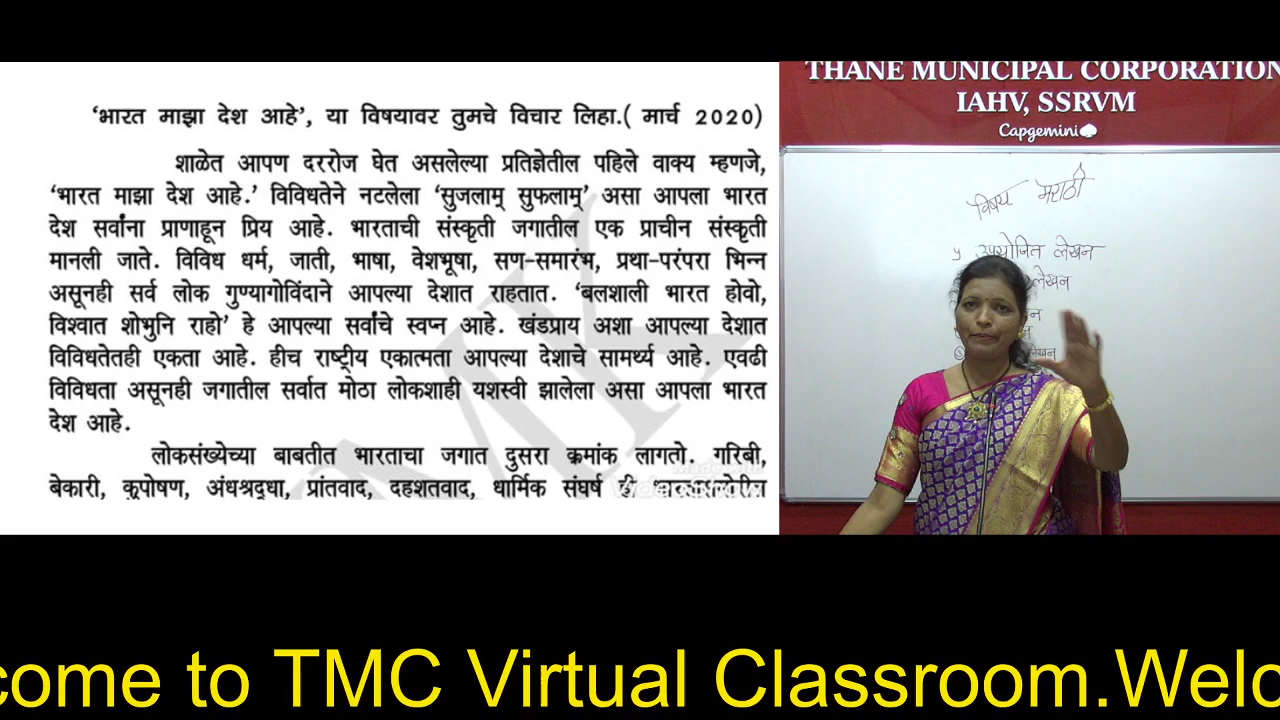 ‘भारत माझा देश आहे’, या विषयावर तुमचे विचार लिहा.( मार्च 2020)
शाळेत आपण दररोज घेत असलेल्या प्रतिज्ञेतील पहिले वाक्य म्हणजे,
‘भारत माझा देश आहे.’ विविधतेने नटलेला ‘सुजलाम् सुफलाम्’ असा आपला भारत
देश सर्वांना प्राणाहून प्रिय आहे. भारताची संस्कृती जगातील एक प्राचीन संस्कृती
मानली जाते. विविध धर्म, जाती, भाषा, वेशभूषा, सण-समारंभ, प्रथा-परंपरा भिन्न
असूनही सर्व लोक गुण्यागोविंदाने आपल्या देशात राहतात. ‘बलशाली भारत होवो,
विश्वात शोभुनि राहो’ हे आपल्या सर्वांचे स्वप्न आहे. खंडप्राय अशा आपल्या देशात
विविधतेतही एकता आहे. हीच राष्ट्रीय एकात्मता आपल्या देशाचे सामर्थ्य आहे. एवढी
विविधता असूनही जगातील सर्वात मोठा लोकशाही यशस्वी झालेला असा आपला भारत
देश आहे.
लोकसंख्येच्या बाबतीत भारताचा जगात दुसरा क्रमांक लागतो. गरिबी,
बेकारी, कुपोषण, अंधश्रद्धा, प्रांतवाद, दहशतवाद, धार्मिक संघर्ष ही
THANE MUNICIPAL CORPORATION
IAHV, SSRVM
Capgemini
विषय मराठी
उपयोजित लेखन
लेखन
लेखन
come to TMC Virtual Classroom.Welc